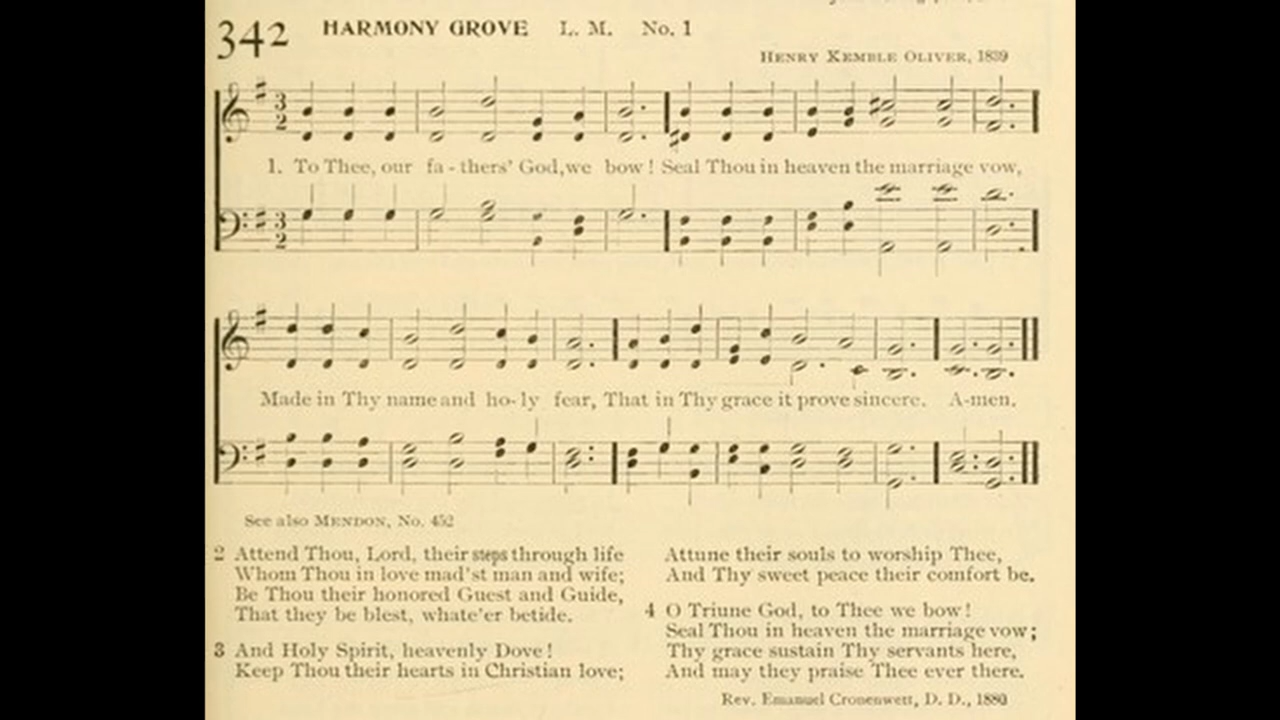 342 HARMONY GROVE L. M. No. 1
HENRY KEMBLE OLIVER, 1839
1. To Thee, our fa - thers' God, we bow! Seal Thou in heaven the marriage vow,
Made in Thy name and ho- ly fear, That in Thy grace it prove sincere. A-men.
See also MENDON, No. 452
2 Attend Thou, Lord, their steps through life
Whom Thou in love mad'st man and wife;
Be Thou their honored Guest and Guide,
That they be blest, whate'er betide.
3 And Holy Spirit, heavenly Dove!
Keep Thou their hearts in Christian love;
Attune their souls to worship Thee,
And Thy sweet peace their comfort be.
4 O Triune God, to Thee we bow!
Seal Thou in heaven the marriage vow;
Thy grace sustain Thy servants here,
And may they praise Thee ever there.
Rev. Emanuel Cronenwett, D. D., 1880